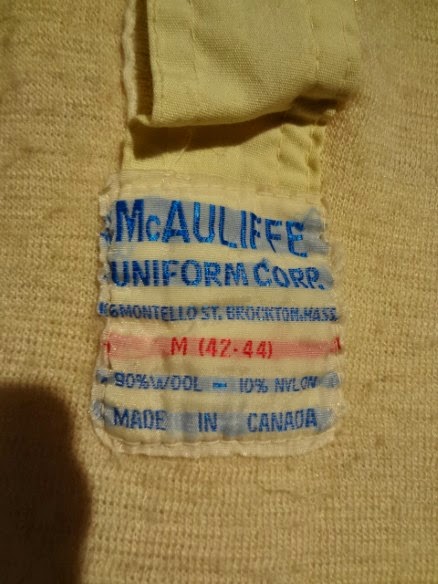 McAULIFFE
UNIFORM CORP.
MONTELLO ST. BROCKTON, MASS.
M (42-44)
90% WOOL - 10% NYLON
MADE IN CANADA